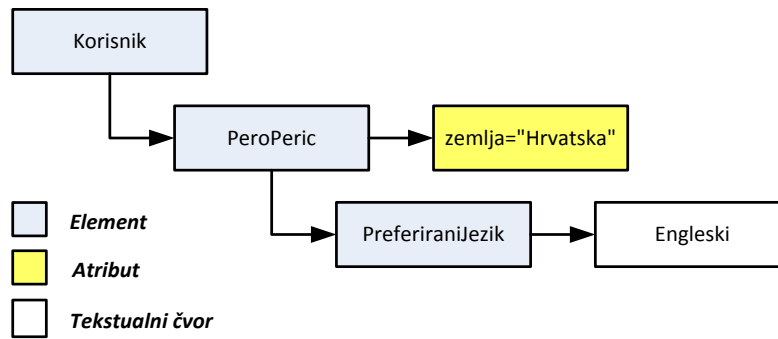 Korisnik
PeroPeric
zemlja="Hrvatska"
PreferiraniJezik
Engleski
Element
Atribut
Tekstualni čvor